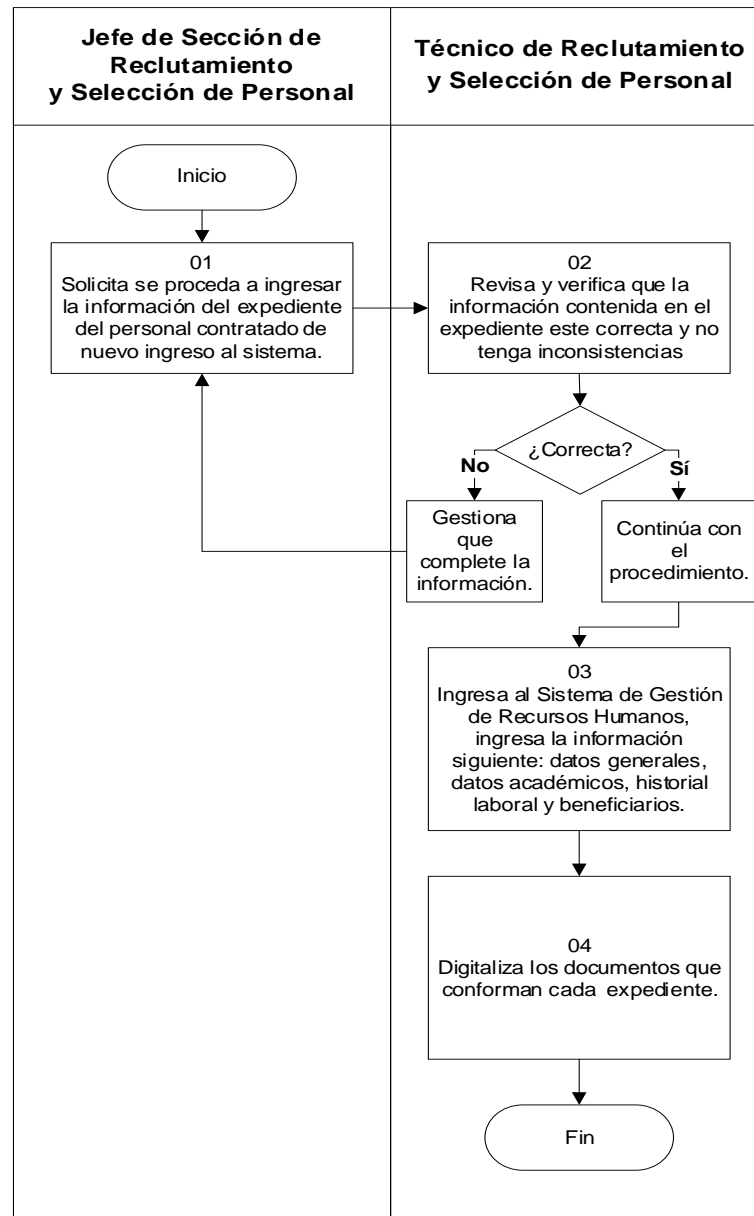 Jefe de Sección de
Reclutamiento
y Selección de Personal
Técnico de Reclutamiento
y Selección de Personal
Inicio
01
Solicita se proceda a ingresar
la información del expediente
del personal contratado de
nuevo ingreso al sistema.
02
Revisa y verifica que la
información contenida en el
expediente este correcta y no
tenga inconsistencias
¿Correcta?
No
Sí
Gestiona
que
complete la
información.
Continúa con
el
procedimiento.
03
Ingresa al Sistema de Gestión
de Recursos Humanos,
ingresa la información
siguiente: datos generales,
datos académicos, historial
laboral y beneficiarios.
04
Digitaliza los documentos que
conforman cada expediente.
Fin